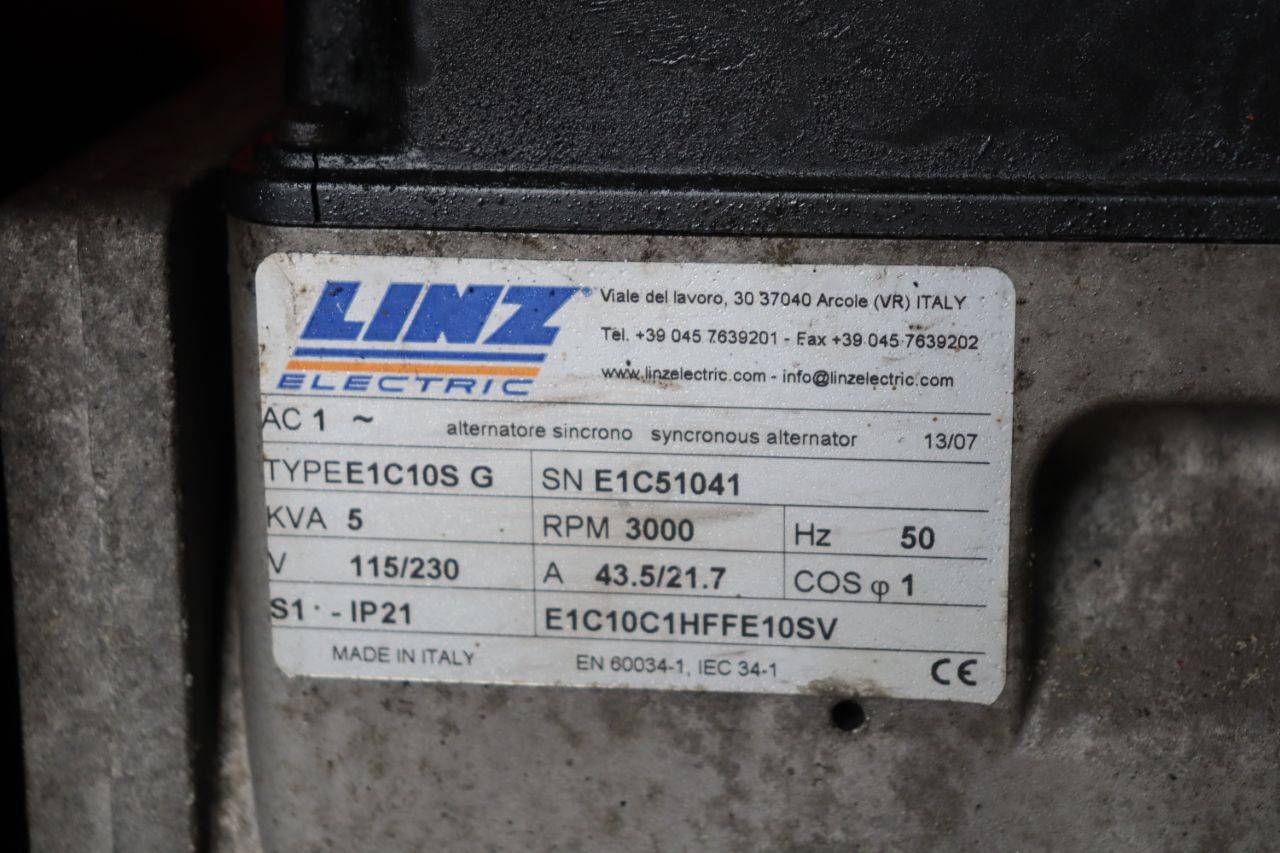 LINZ®
ELECTRIC
Viale del lavoro, 30 37040 Arcole (VR) ITALY
Tel. +39 045 7639201 - Fax +39 045 7639202
www.linzelectric.com - info@linzelectric.com
AC 1 ~ alternatore sincrono syncronous alternator 13/07
TYPE E1C10S G SN E1C51041
KVA 5 RPM 3000 Hz 50
V 115/230 A 43.5/21.7 COS φ 1
S1 - IP21 E1C10C1HFFE10SV
MADE IN ITALY EN 60034-1, IEC 34-1 CE